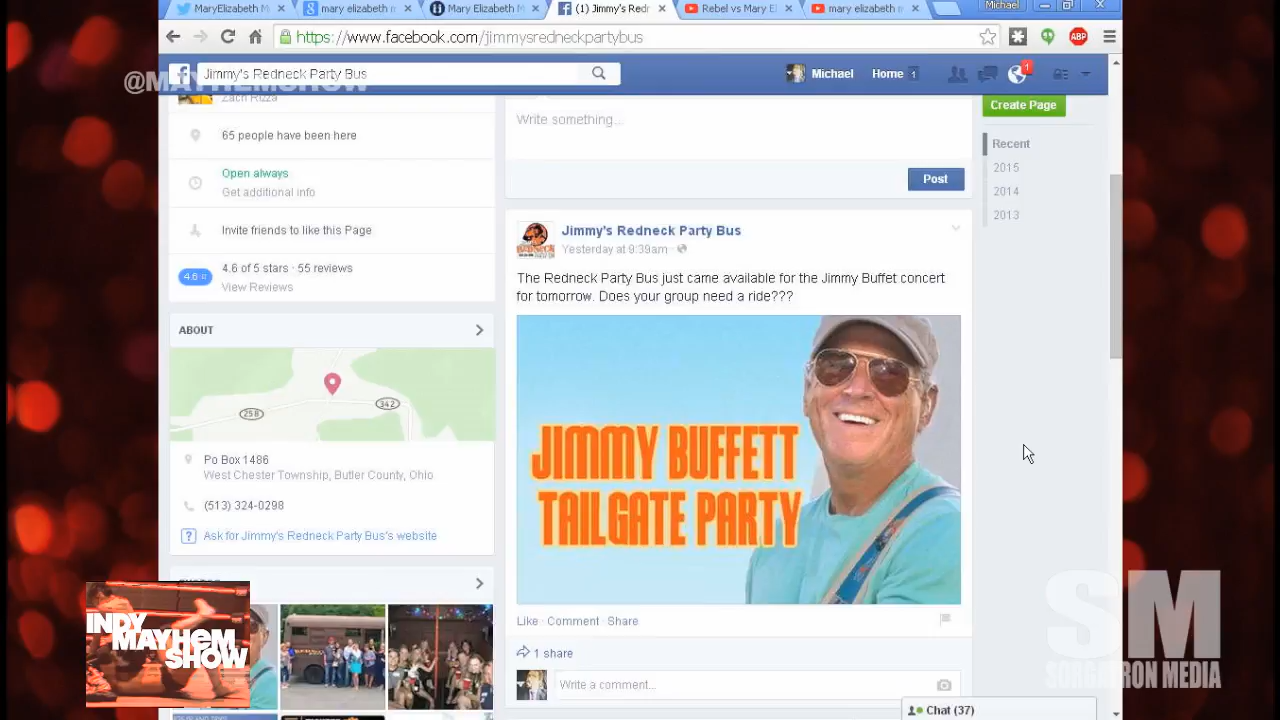 MaryElizabeth M
mary elizabeth m
Mary Elizabeth M
(1) Jimmy's Redn
Rebel vs Mary El
mary elizabeth m
Michael
https://www.facebook.com/jimmysredneckpartybus
ABP
@MAYHEMSHOW
Jimmy's Redneck Party Bus
Michael
Home 1
1
Zach Rizza
65 people have been here
Open always
Get additional info
Invite friends to like this Page
4.6
4.6 of 5 stars · 55 reviews
View Reviews
ABOUT
258
342
Po Box 1486
West Chester Township, Butler County, Ohio
(513) 324-0298
? Ask for Jimmy's Redneck Party Bus's website
INDY
MAYHEM
SHOW
Write something...
Post
Jimmy's Redneck Party Bus
Yesterday at 9:39am ·
The Redneck Party Bus just came available for the Jimmy Buffet concert
for tomorrow. Does your group need a ride???
JIMMY BUFFETT
TAILGATE PARTY
Like · Comment · Share
1 share
Write a comment...
Create Page
Recent
2015
2014
2013
SM
SORGATRON MEDIA
Chat (37)